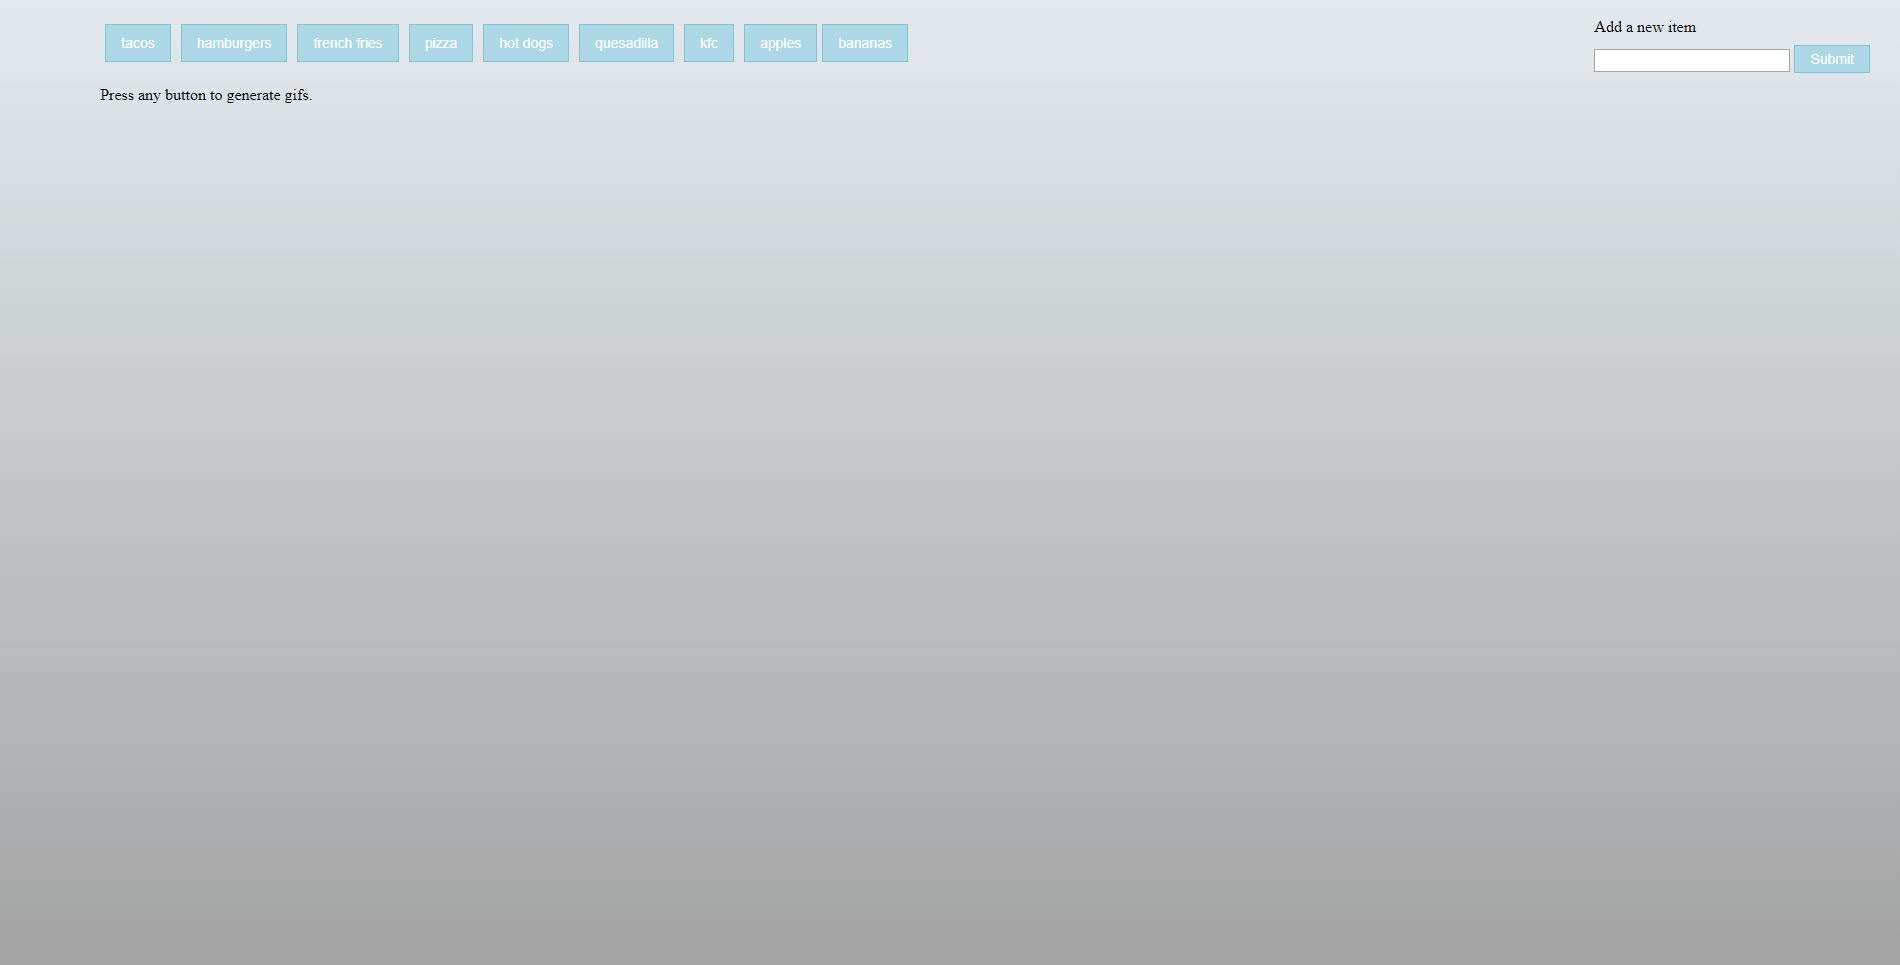 tacos hamburgers french fries pizza hot dogs quesadilla kfc apples bananas
Press any button to generate gifs.
Add a new item
Submit